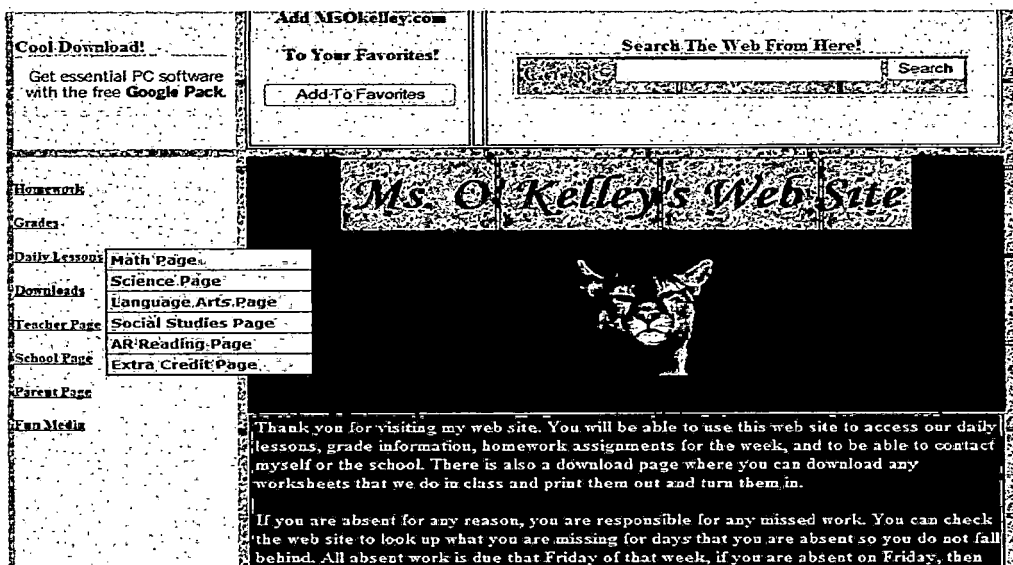 Cool Download!
Get essential PC software
with the free Google Pack.
Add MsOkelley.com
To Your Favorites!
Add To Favorites
Search The Web From Here!
Search
Homework
Grades
Daily Lessons
Downloads
Teacher Page
School Page
Parent Page
Fun Media
Math Page
Science Page
Language Arts Page
Social Studies Page
AR Reading Page
Extra Credit Page
Ms. O'Kelley's Web Site
Thank you for visiting my web site. You will be able to use this web site to access our daily
lessons, grade information, homework assignments for the week, and to be able to contact
myself or the school. There is also a download page where you can download any
worksheets that we do in class and print them out and turn them in.
If you are absent for any reason, you are responsible for any missed work. You can check
the web site to look up what you are missing for days that you are absent so you do not fall
behind. All absent work is due that Friday of that week, if you are absent on Friday, then